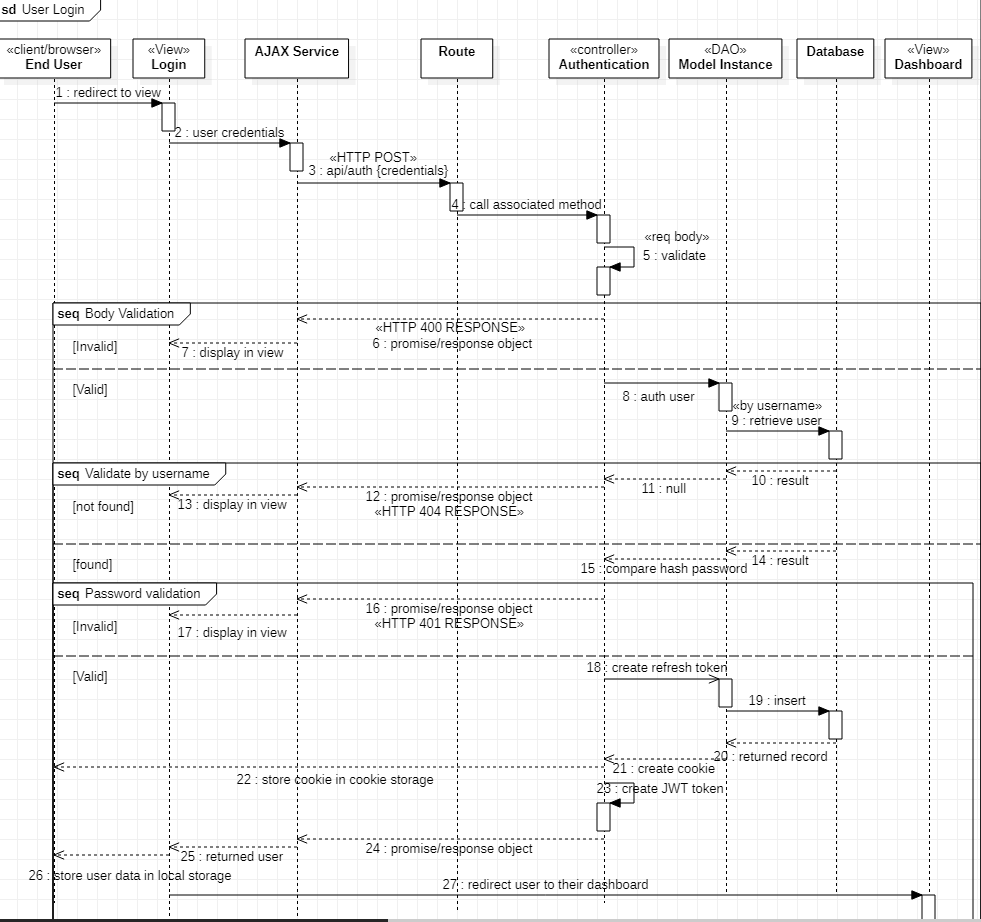 sd User Login
«client/browser»
End User
«View»
Login
AJAX Service
Route
«controller»
Authentication
«DAO»
Model Instance
Database
«View»
Dashboard
1 : redirect to view
2 : user credentials
«HTTP POST»
3 : api/auth {credentials}
4 : call associated method
«req body»
5 : validate
seq Body Validation
«HTTP 400 RESPONSE»
6 : promise/response object
[Invalid]
7 : display in view
[Valid]
8 : auth user
«by username»
9 : retrieve user
seq Validate by username
10 : result
11 : null
12 : promise/response object
«HTTP 404 RESPONSE»
13 : display in view
[not found]
[found]
14 : result
15 : compare hash password
seq Password validation
16 : promise/response object
«HTTP 401 RESPONSE»
[Invalid]
17 : display in view
[Valid]
18 : create refresh token
19 : insert
20 : returned record
21 : create cookie
22 : store cookie in cookie storage
23 : create JWT token
24 : promise/response object
25 : returned user
26 : store user data in local storage
27 : redirect user to their dashboard